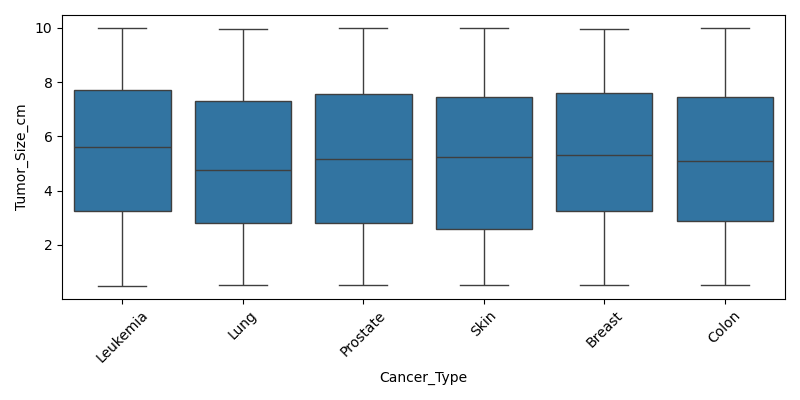 Tumor_Size_cm
10
8
6
4
2
Leukemia
Lung
Prostate
Skin
Breast
Colon
Cancer_Type